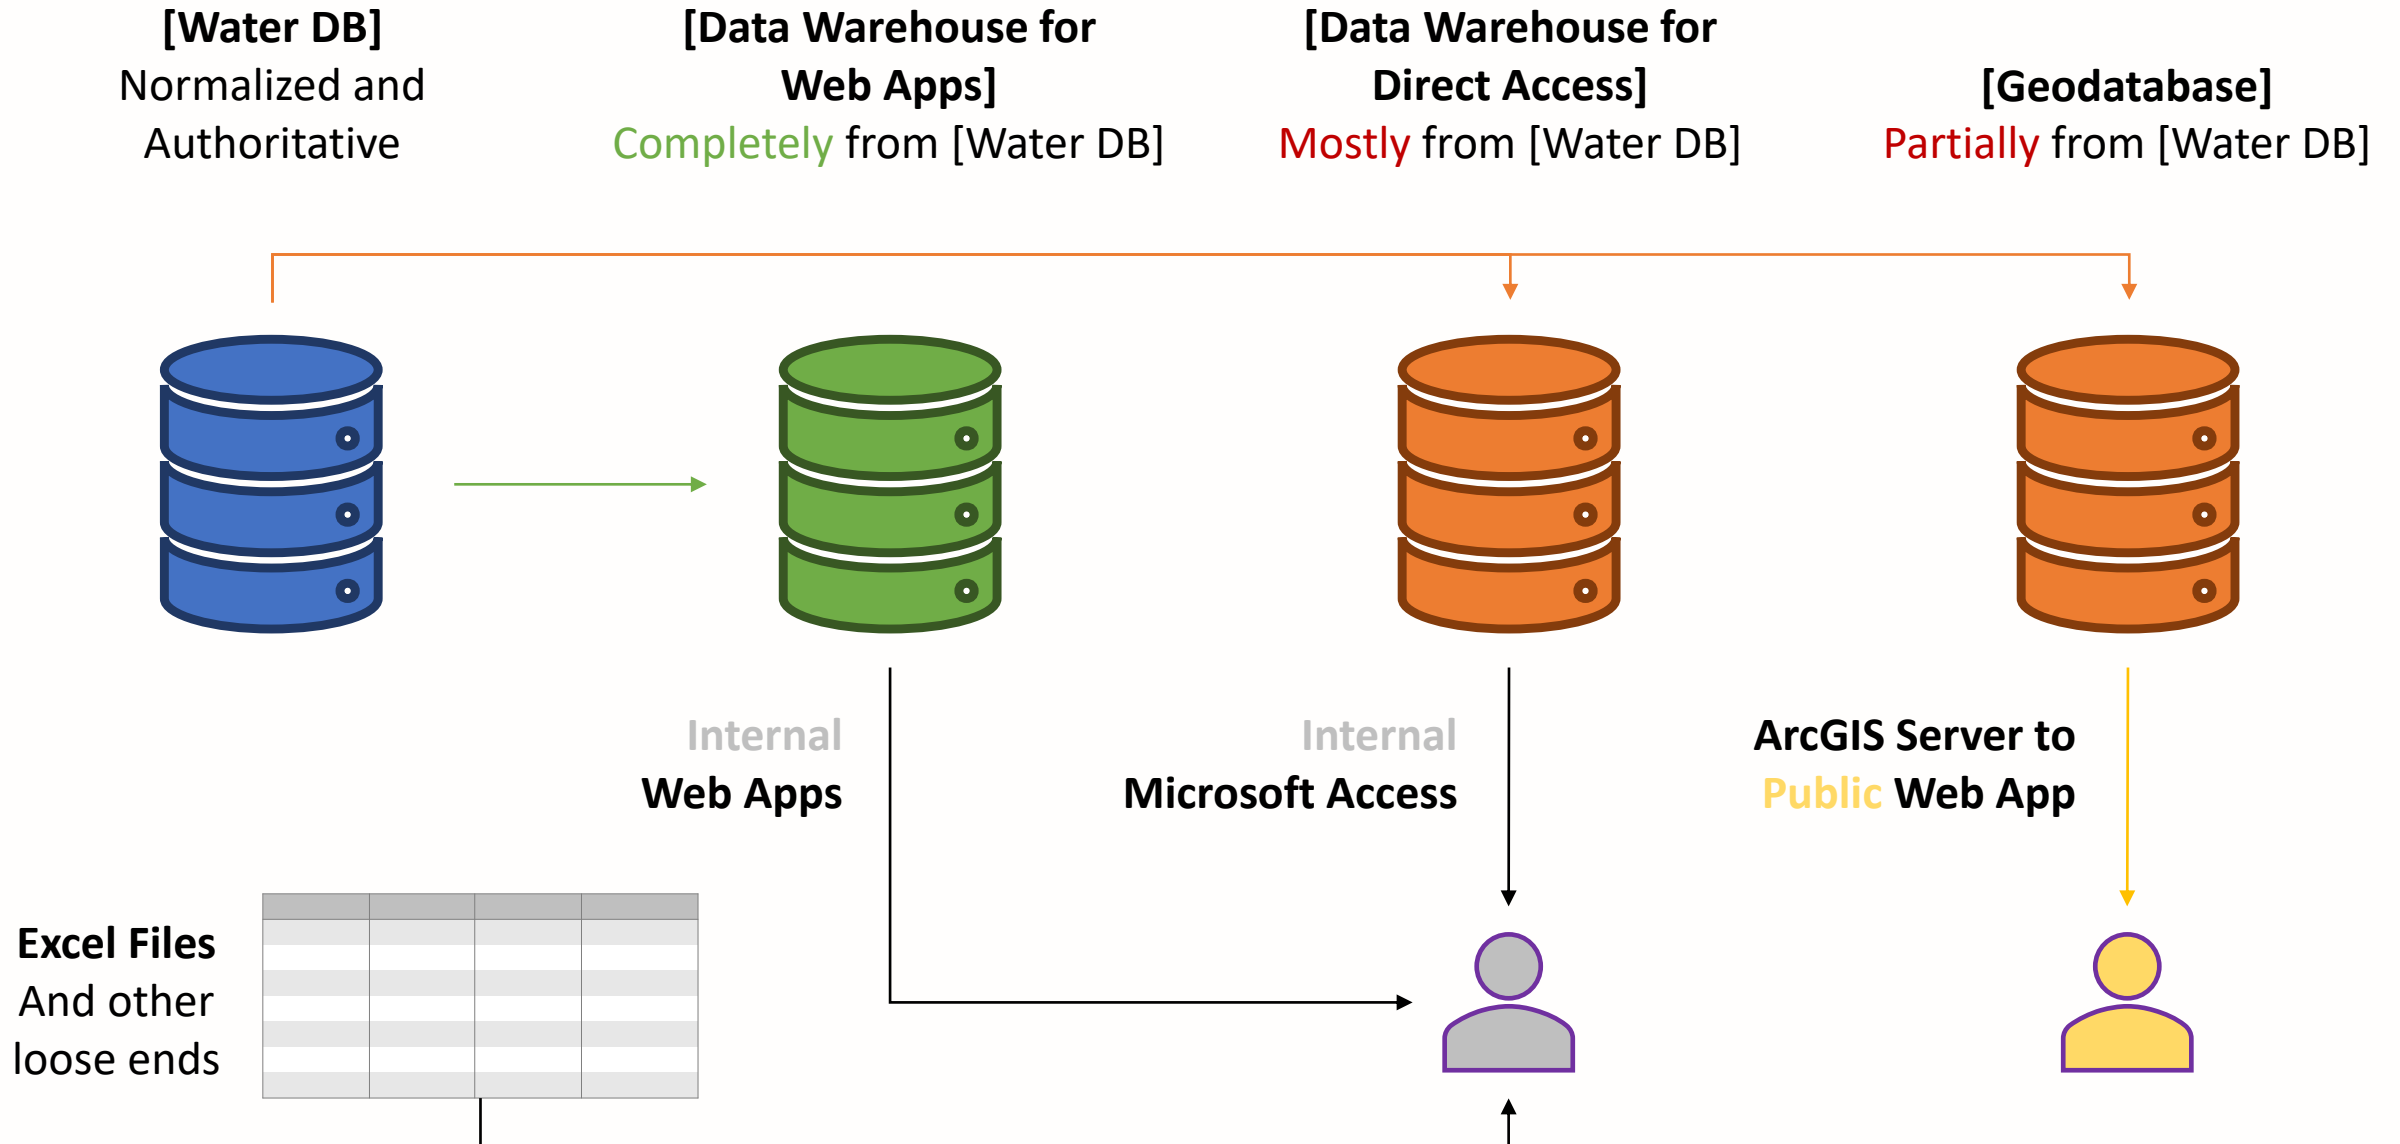 [Water DB]
Normalized and
Authoritative
[Data Warehouse for
Web Apps]
Completely from [Water DB]
[Data Warehouse for
Direct Access]
Mostly from [Water DB]
[Geodatabase]
Partially from [Water DB]
Internal
Web Apps
Internal
Microsoft Access
ArcGIS Server to
Public Web App
Excel Files
And other
loose ends